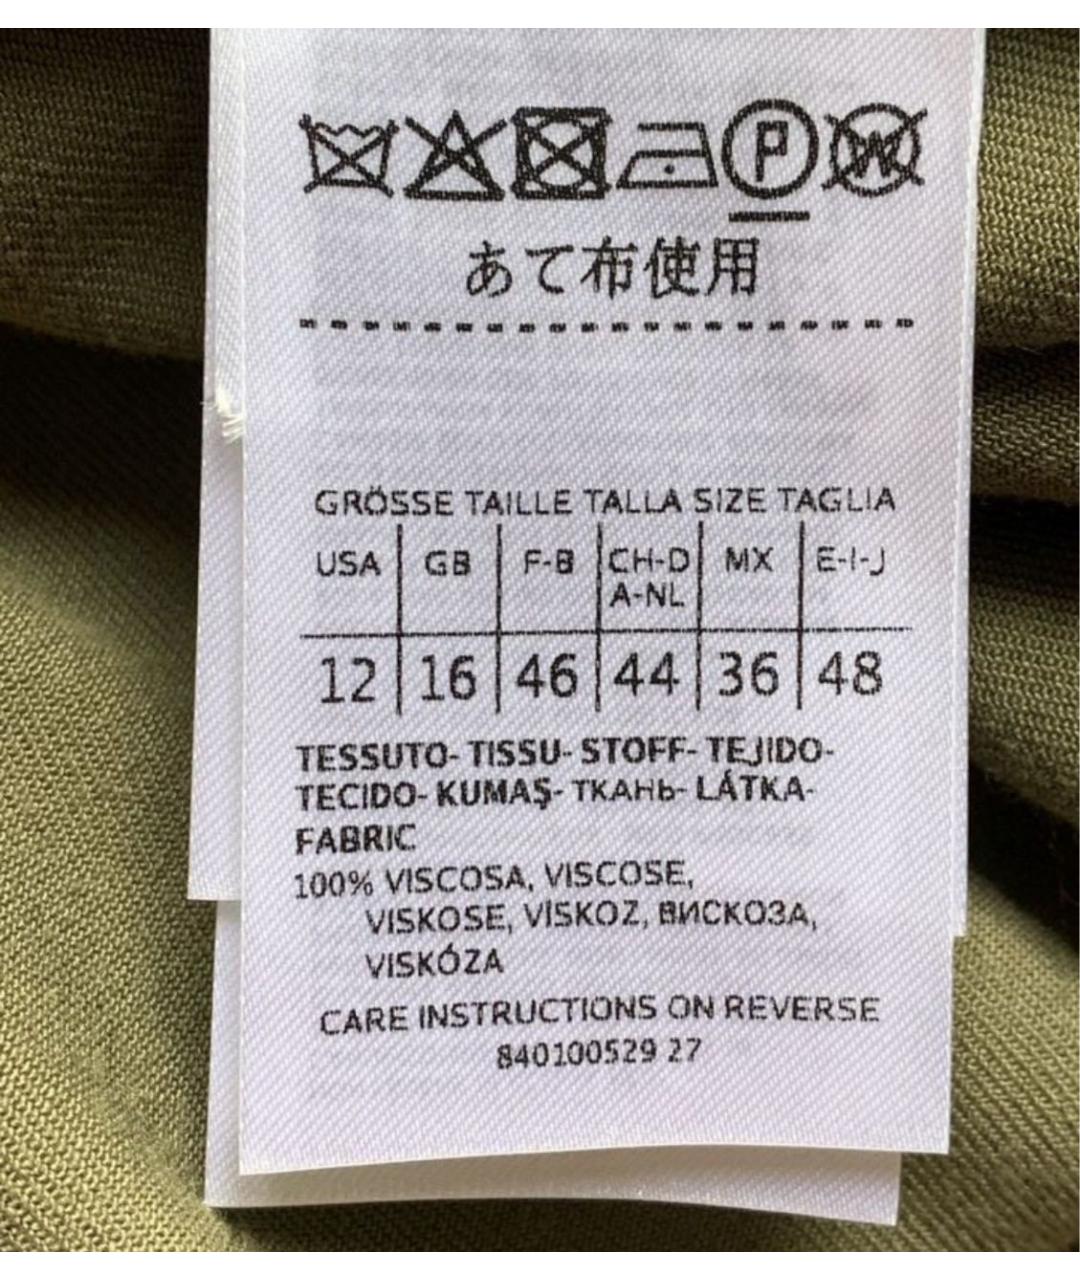 P W
あて布使用
GRÖSSE TAILLE TALLA SIZE TAGLIA
USA GB F-B CH-D A-NL MX E-I-J
12 16 46 44 36 48
TESSUTO- TISSU- STOFF- TEJIDO-
TECIDO- KUMAŞ- ТКАНЬ- LÁTKA-
FABRIC
100% VISCOSA, VISCOSE,
VISKOSE, VİSKOZ, ВИСКОЗА,
VISKÓZA
CARE INSTRUCTIONS ON REVERSE
840100529 27